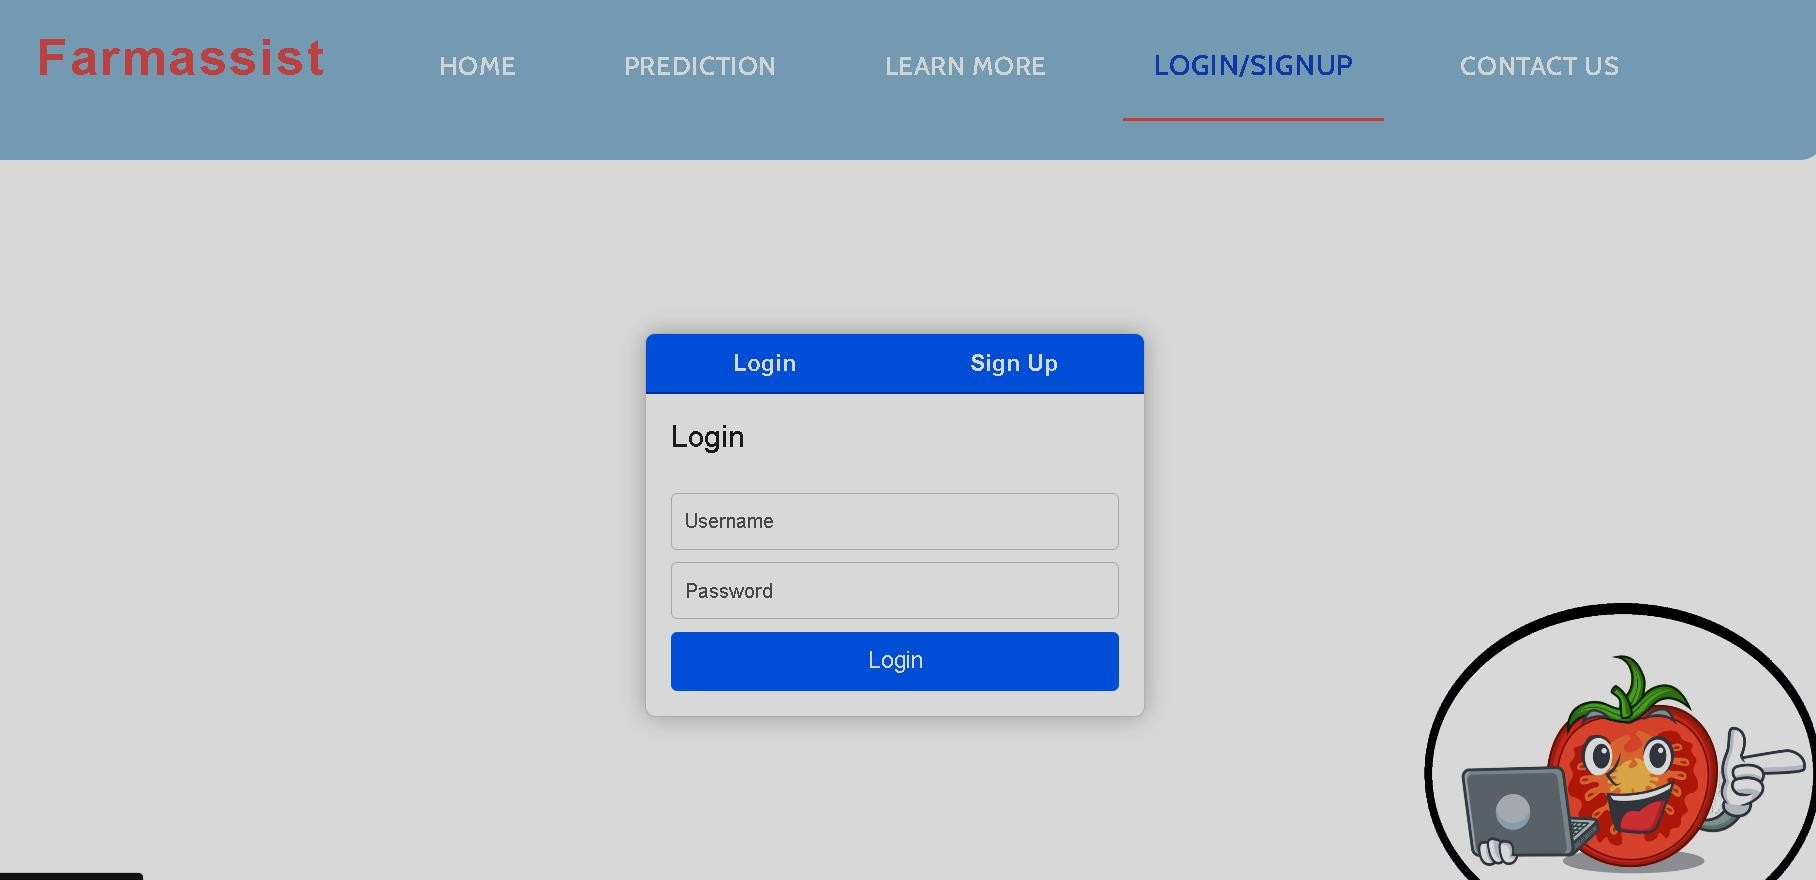 Farmassist
HOME PREDICTION LEARN MORE LOGIN/SIGNUP CONTACT US
Login Sign Up
Login
Username
Password
Login